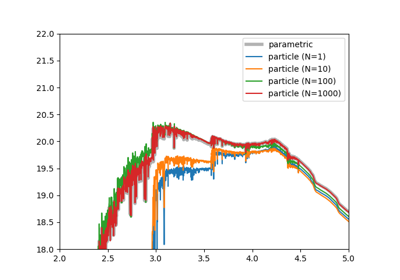 22.0
21.5
21.0
20.5
20.0
19.5
19.0
18.5
18.0
2.0 2.5 3.0 3.5 4.0 4.5 5.0
parametric
particle (N=1)
particle (N=10)
particle (N=100)
particle (N=1000)